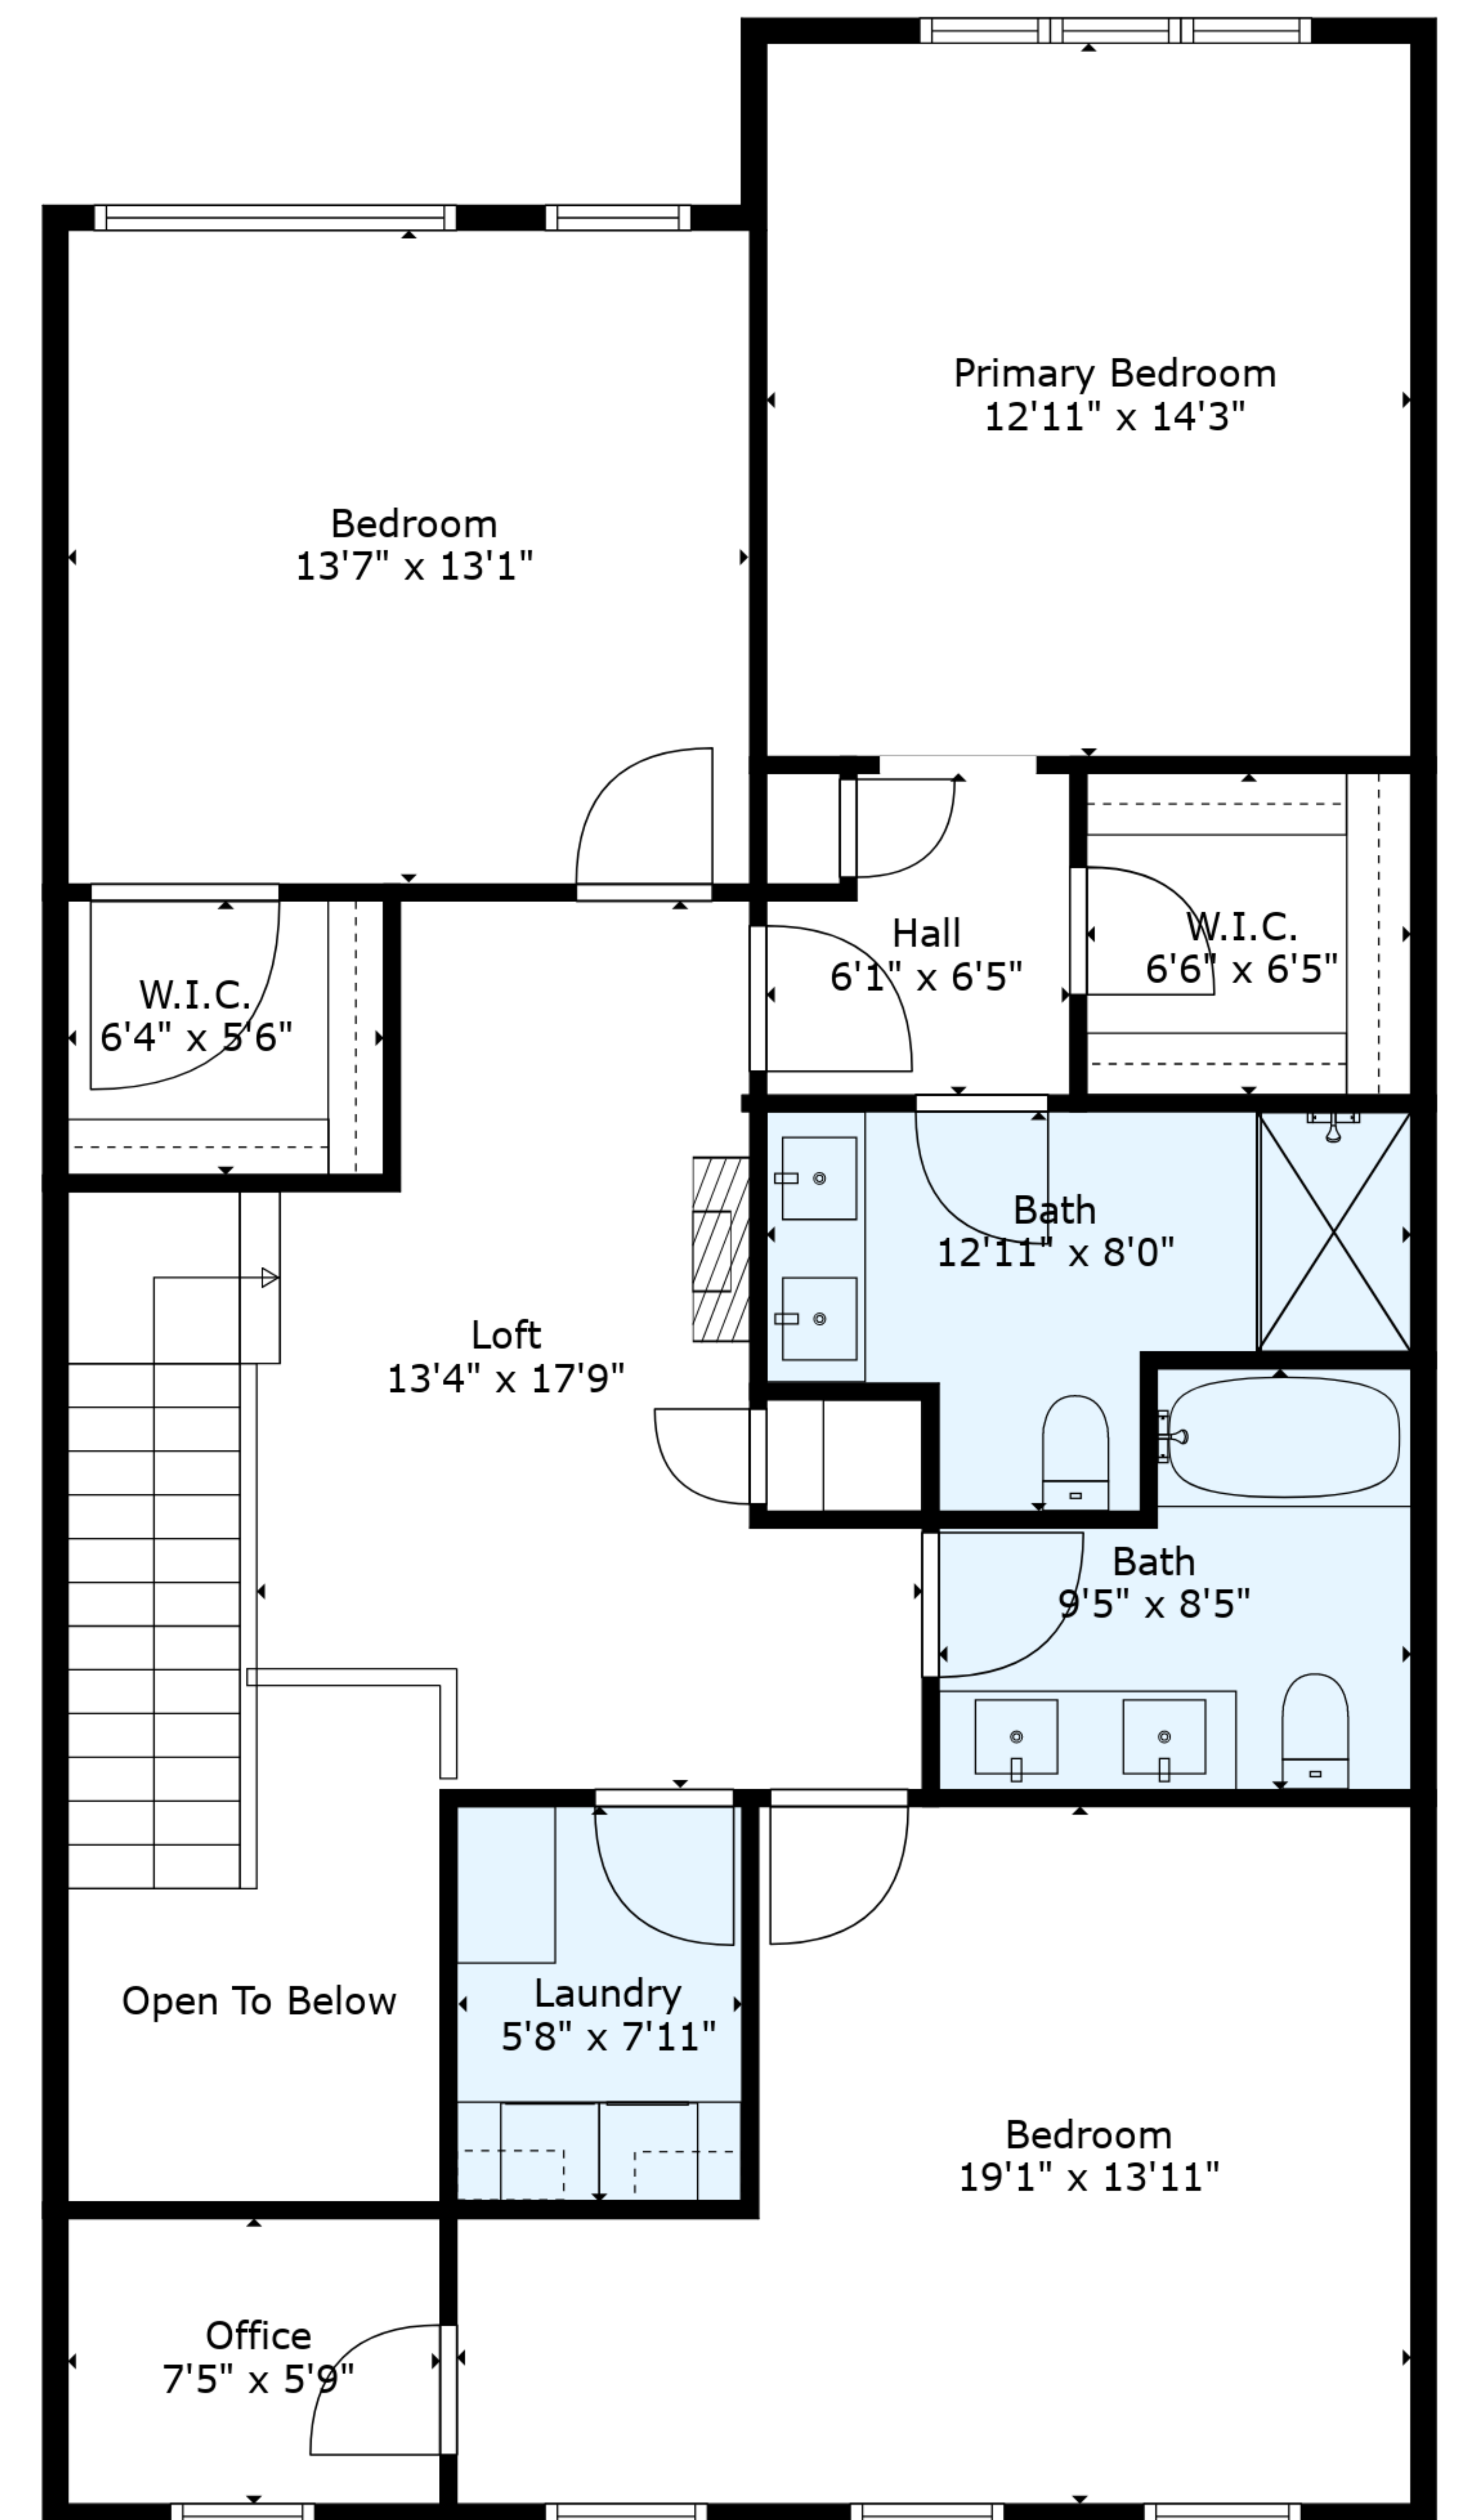 Primary Bedroom
12'11" x 14'3"
Bedroom
13'7" x 13'1"
Hall
6'1" x 6'5"
W.I.C.
6'6" x 6'5"
W.I.C.
6'4" x 5'6"
Bath
12'11" x 8'0"
Loft
13'4" x 17'9"
Bath
9'5" x 8'5"
Open To Below
Laundry
5'8" x 7'11"
Bedroom
19'1" x 13'11"
Office
7'5" x 5'9"